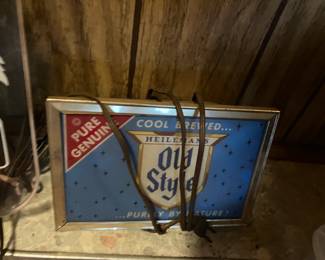 PURE
GENUINE
COOL BREWED...
HEILEMAN'S
Old
Style
...PURELY BY NATURE!